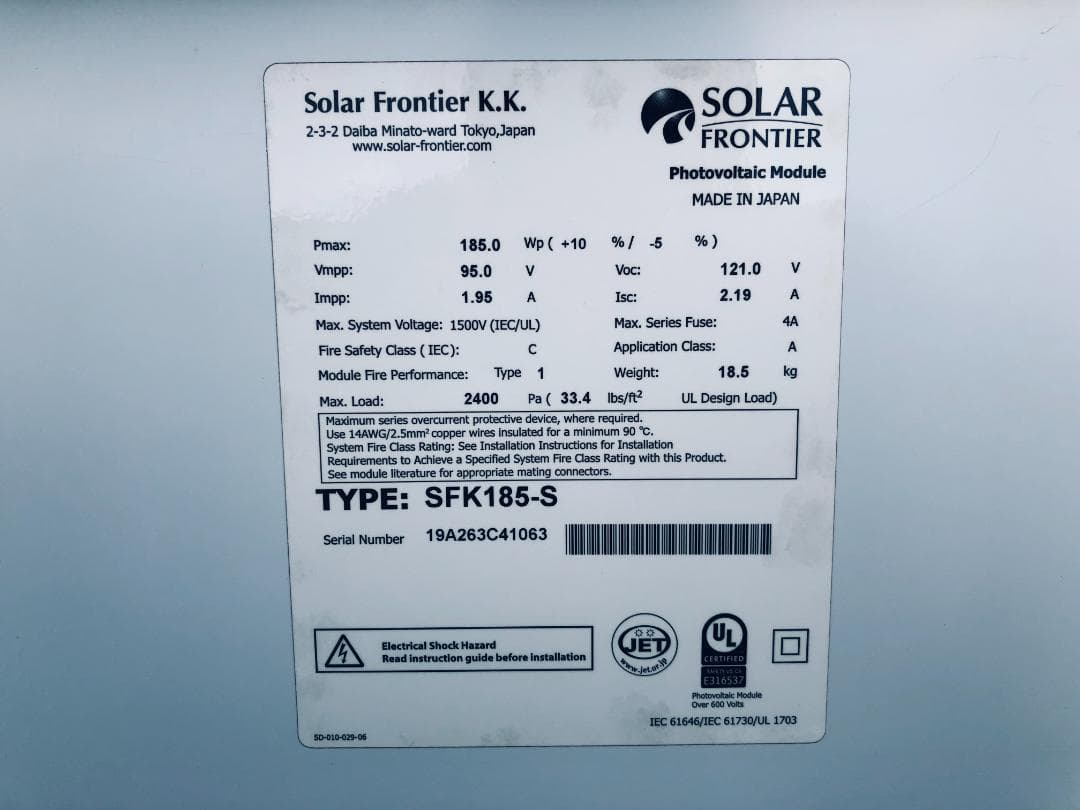 Solar Frontier K.K.
2-3-2 Daiba Minato-ward Tokyo,Japan
www.solar-frontier.com
SOLAR
FRONTIER
Photovoltaic Module
MADE IN JAPAN
Pmax: 185.0 Wp ( +10 % / -5 % )
Vmpp: 95.0 V Voc: 121.0 V
Impp: 1.95 A Isc: 2.19 A
Max. System Voltage: 1500V (IEC/UL) Max. Series Fuse: 4A
Fire Safety Class ( IEC): C Application Class: A
Module Fire Performance: Type 1 Weight: 18.5 kg
Max. Load: 2400 Pa ( 33.4 lbs/ft² UL Design Load)
Maximum series overcurrent protective device, where required.
Use 14AWG/2.5mm² copper wires insulated for a minimum 90 ℃.
System Fire Class Rating: See Installation Instructions for Installation
Requirements to Achieve a Specified System Fire Class Rating with this Product.
See module literature for appropriate mating connectors.
TYPE: SFK185-S
Serial Number 19A263C41063
Electrical Shock Hazard
Read instruction guide before installation
JET
www.jet.or.jp
UL
CERTIFIED
SAFETY US CA
E316537
Photovoltaic Module
Over 600 Volts
IEC 61646/IEC 61730/UL 1703
SD-010-029-06